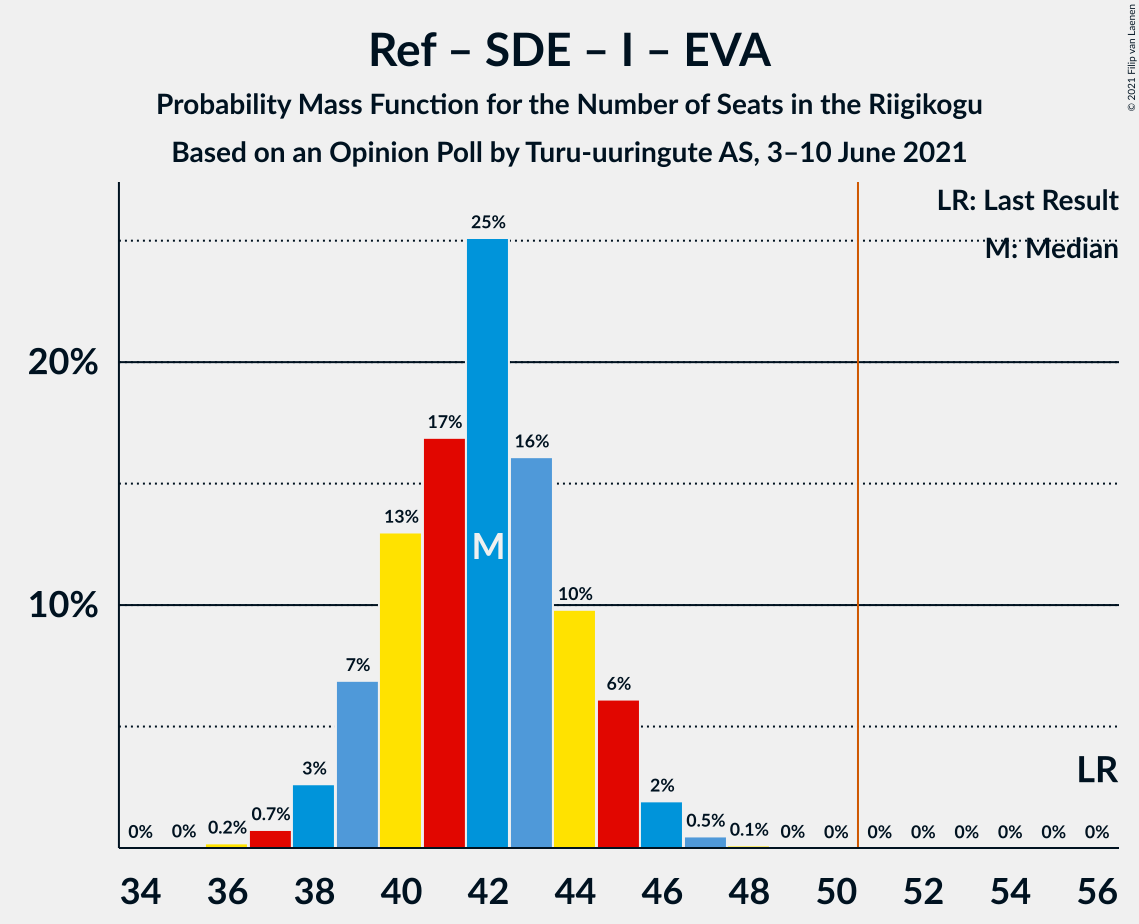 Ref – SDE – I – EVA
Probability Mass Function for the Number of Seats in the Riigikogu
Based on an Opinion Poll by Turu-uuringute AS, 3–10 June 2021
© 2021 Filip van Laenen
LR: Last Result
M: Median
20%
10%
0% 0% 0.2% 0.7% 3% 7% 13% 17% 25% 16% 10% 6% 2% 0.5% 0.1% 0% 0% 0% 0% 0% 0% 0% 0%
M
LR
34 36 38 40 42 44 46 48 50 52 54 56